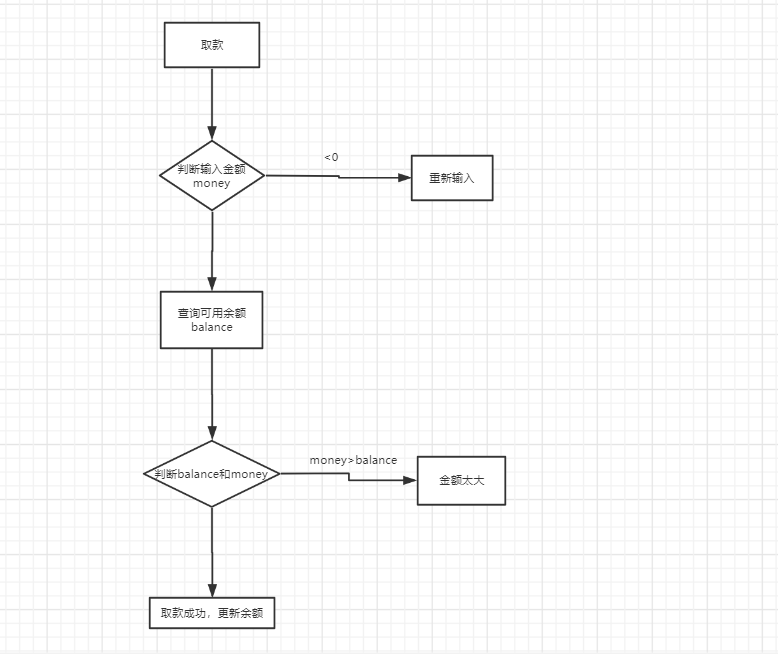 取款
判断输入金额
money
<0
重新输入
查询可用余额
balance
判断balance和money
money>balance
金额太大
取款成功，更新余额